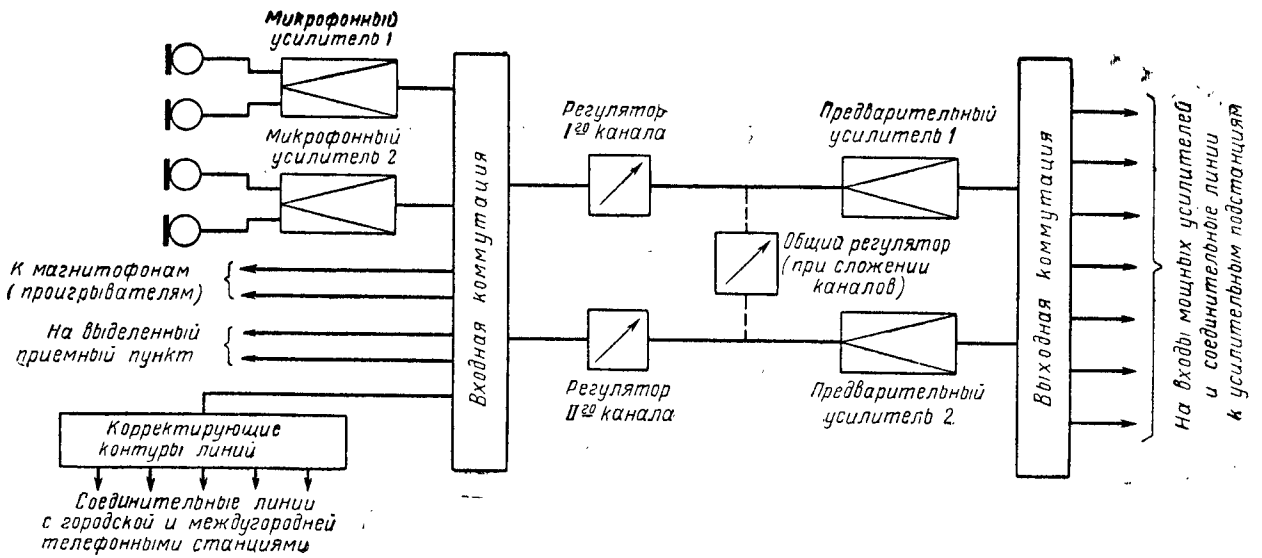 Микрофонный
усилитель 1
Микрофонный
усилитель 2
К магнитофонам
(проигрывателям)
На выделенный
приемный пункт
Корректирующие
контуры линий
Соединительные линии
с городской и междугородней
телефонными станциями
Входная коммутация
Регулятор
I го канала
Общий регулятор
(при сложении
каналов)
Регулятор
II го канала
Предварительный
усилитель 1
Предварительный
усилитель 2
Выходная коммутация
На входы мощных усилителей
и соединительные линии
к усилительным подстанциям